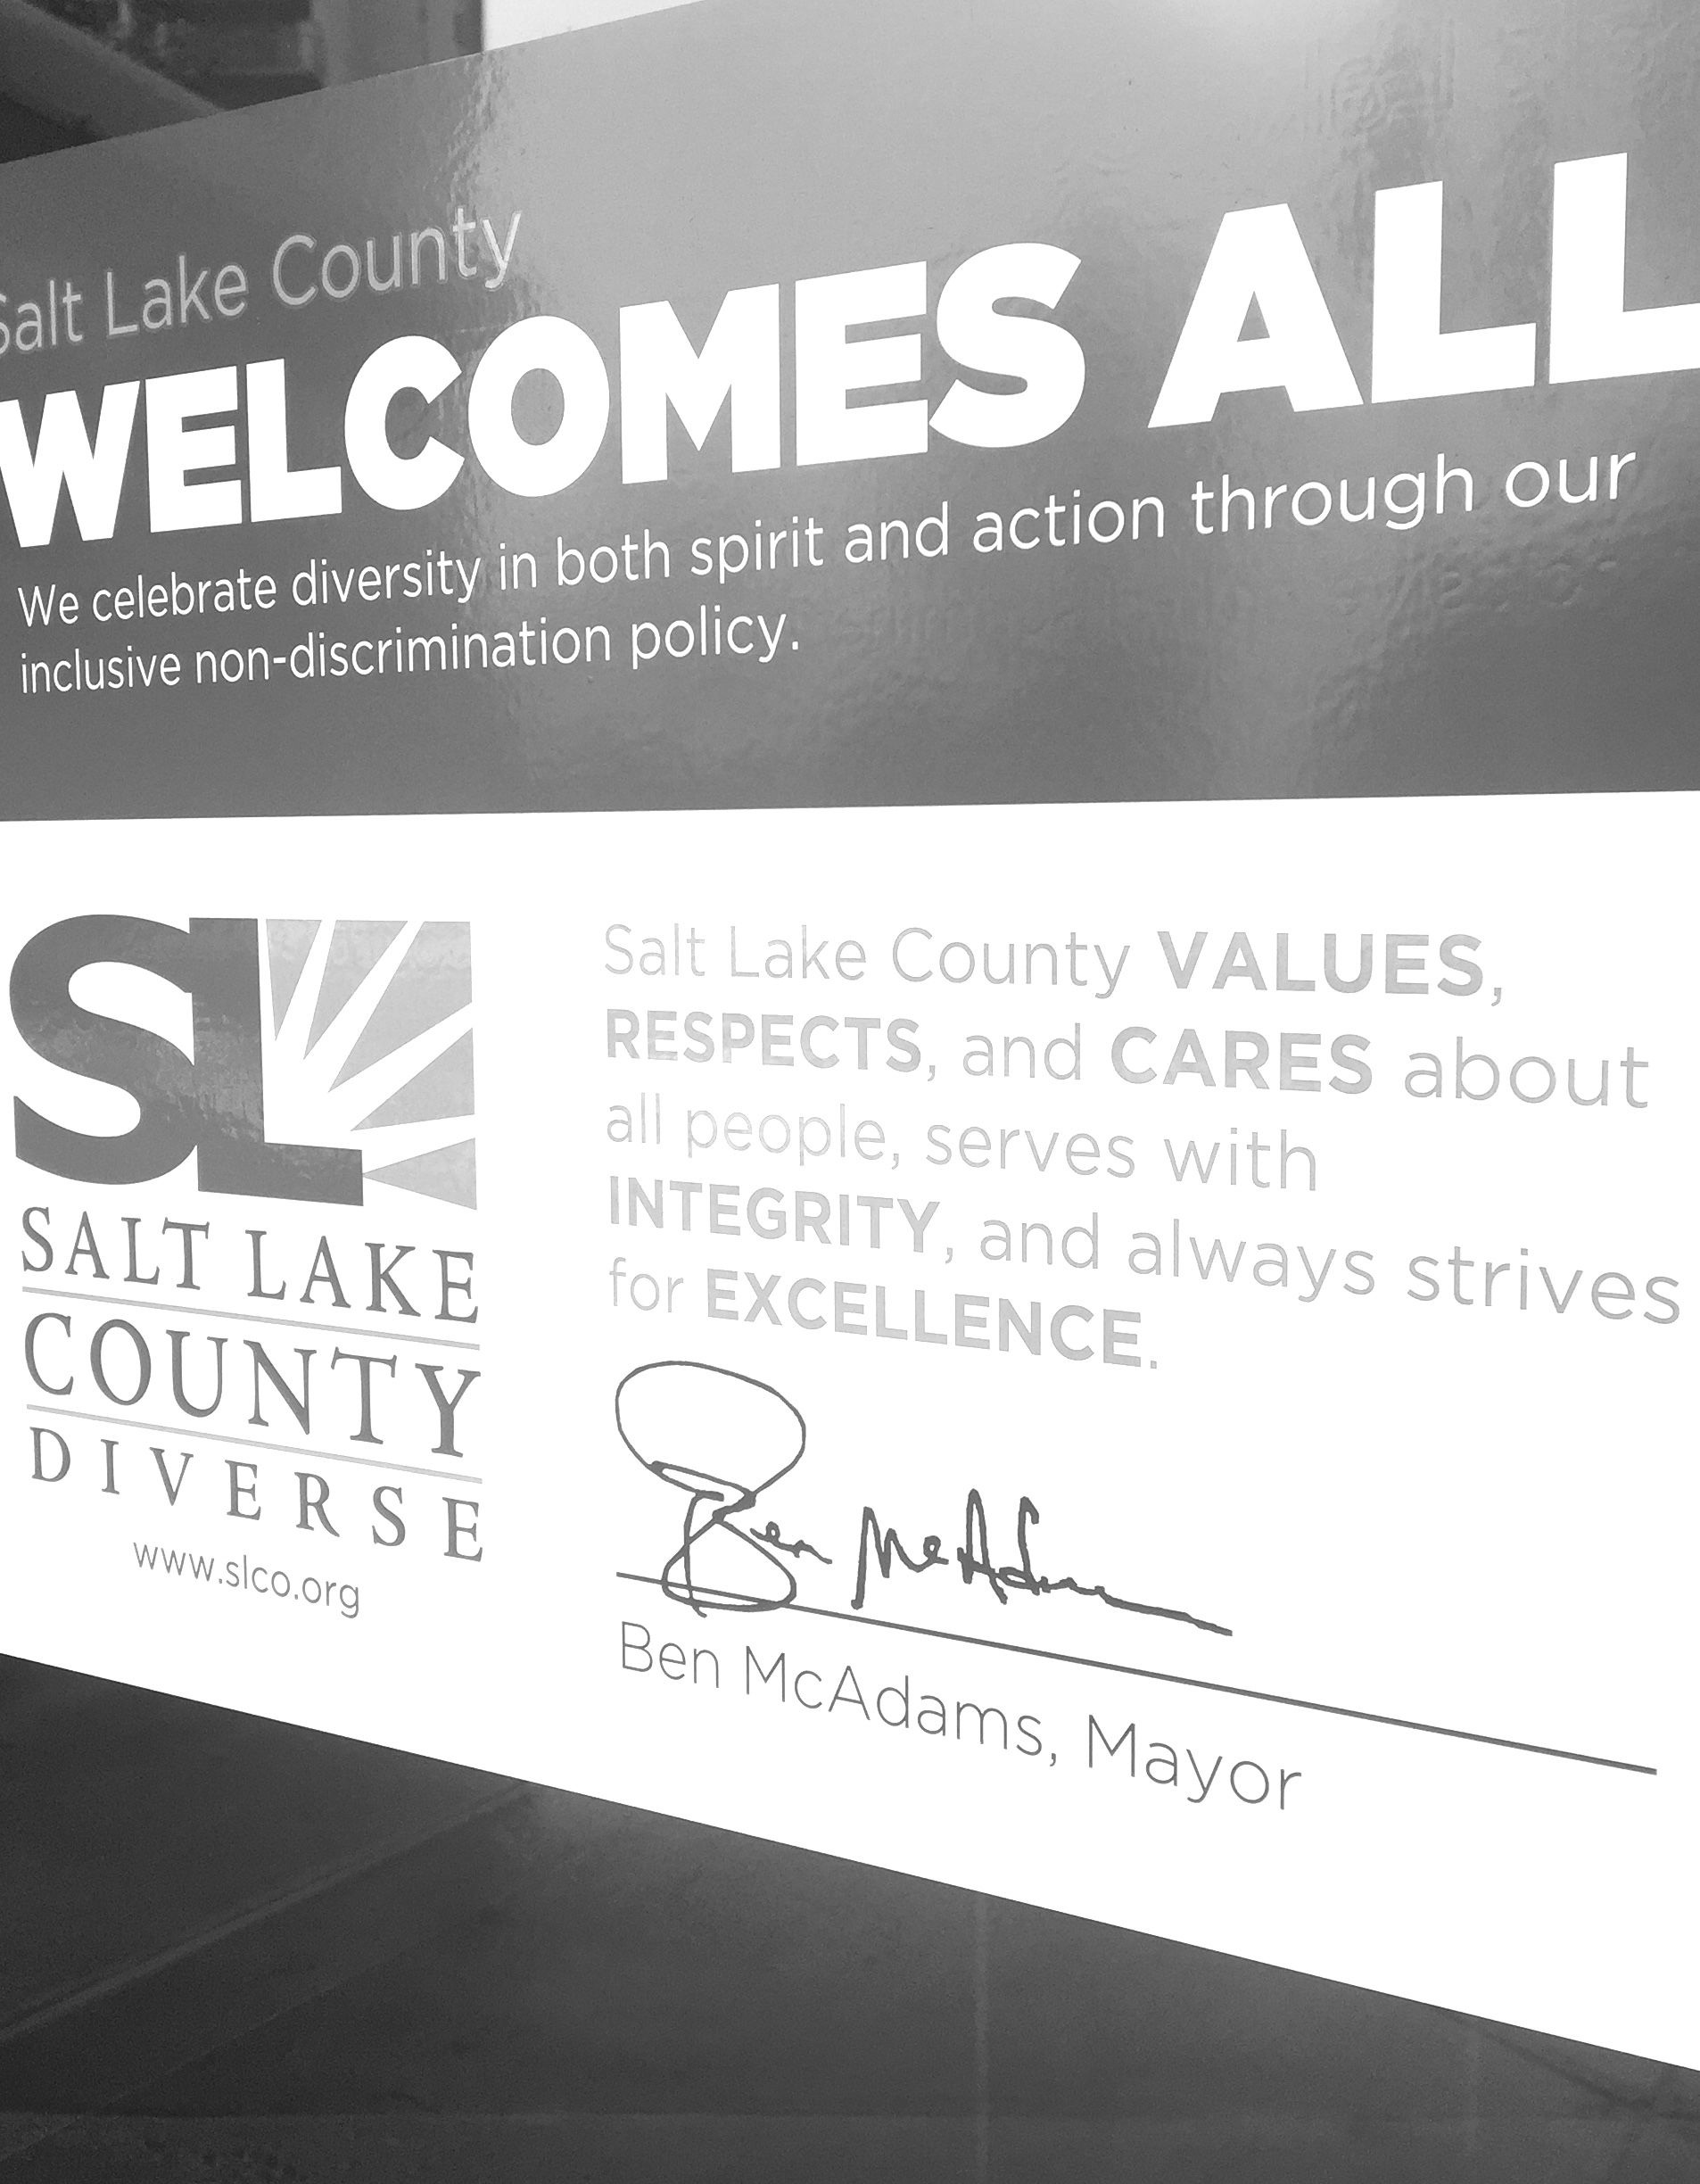 Salt Lake County
WELCOMES ALL
We celebrate diversity in both spirit and action through our
inclusive non-discrimination policy.
SL
SALT LAKE
COUNTY
DIVERSE
www.slco.org
Salt Lake County VALUES,
RESPECTS, and CARES about
all people, serves with
INTEGRITY, and always strives
for EXCELLENCE.
Ben McAdams
Ben McAdams, Mayor